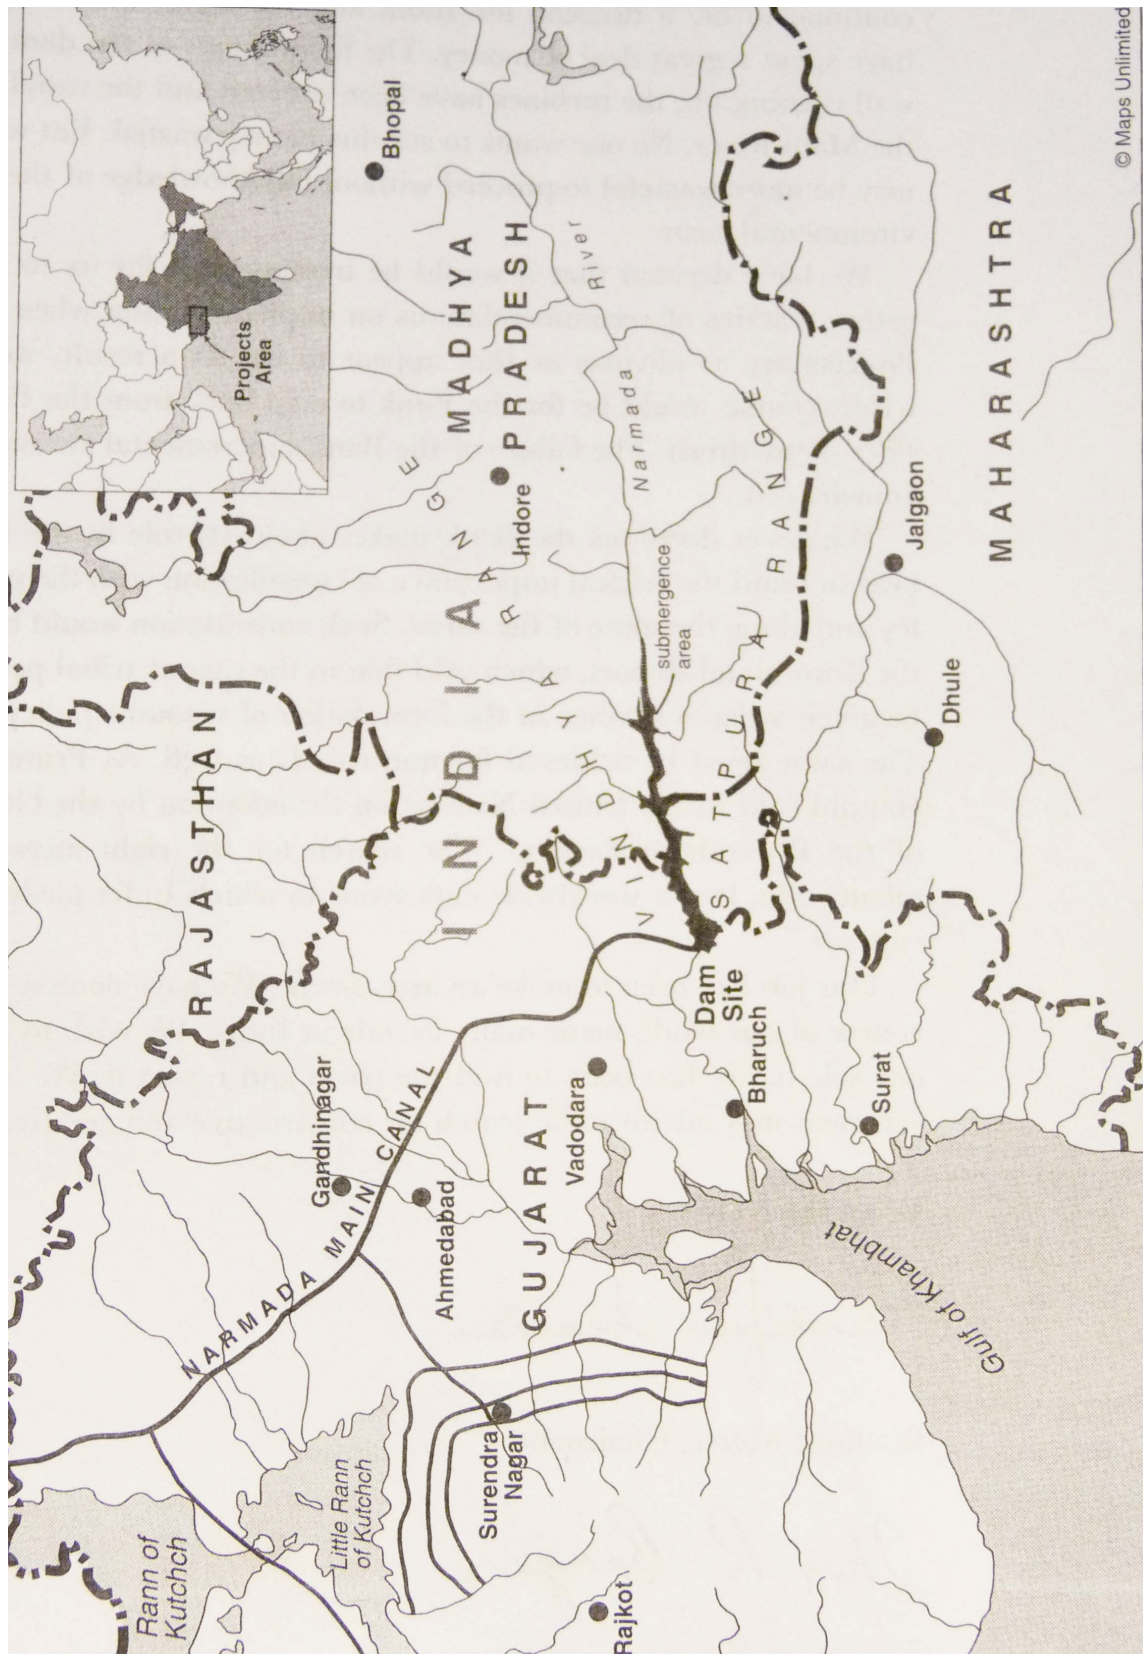 Rann of
Kutchch
NARMADA MAIN CANAL
RAJASTHAN
Projects
Area
Little Rann
of Kutchch
Gandhinagar
Ahmedabad
INDIA
MADHYA
PRADESH
Bhopal
Surendra
Nagar
GUJARAT
Indore
VINDHYA RANGE
Rajkot
Vadodara
Narmada River
submergence
area
Dam
Site
SATPURA RANGE
Bharuch
Gulf of Khambhat
Surat
Jalgaon
Dhule
MAHARASHTRA
© Maps Unlimited